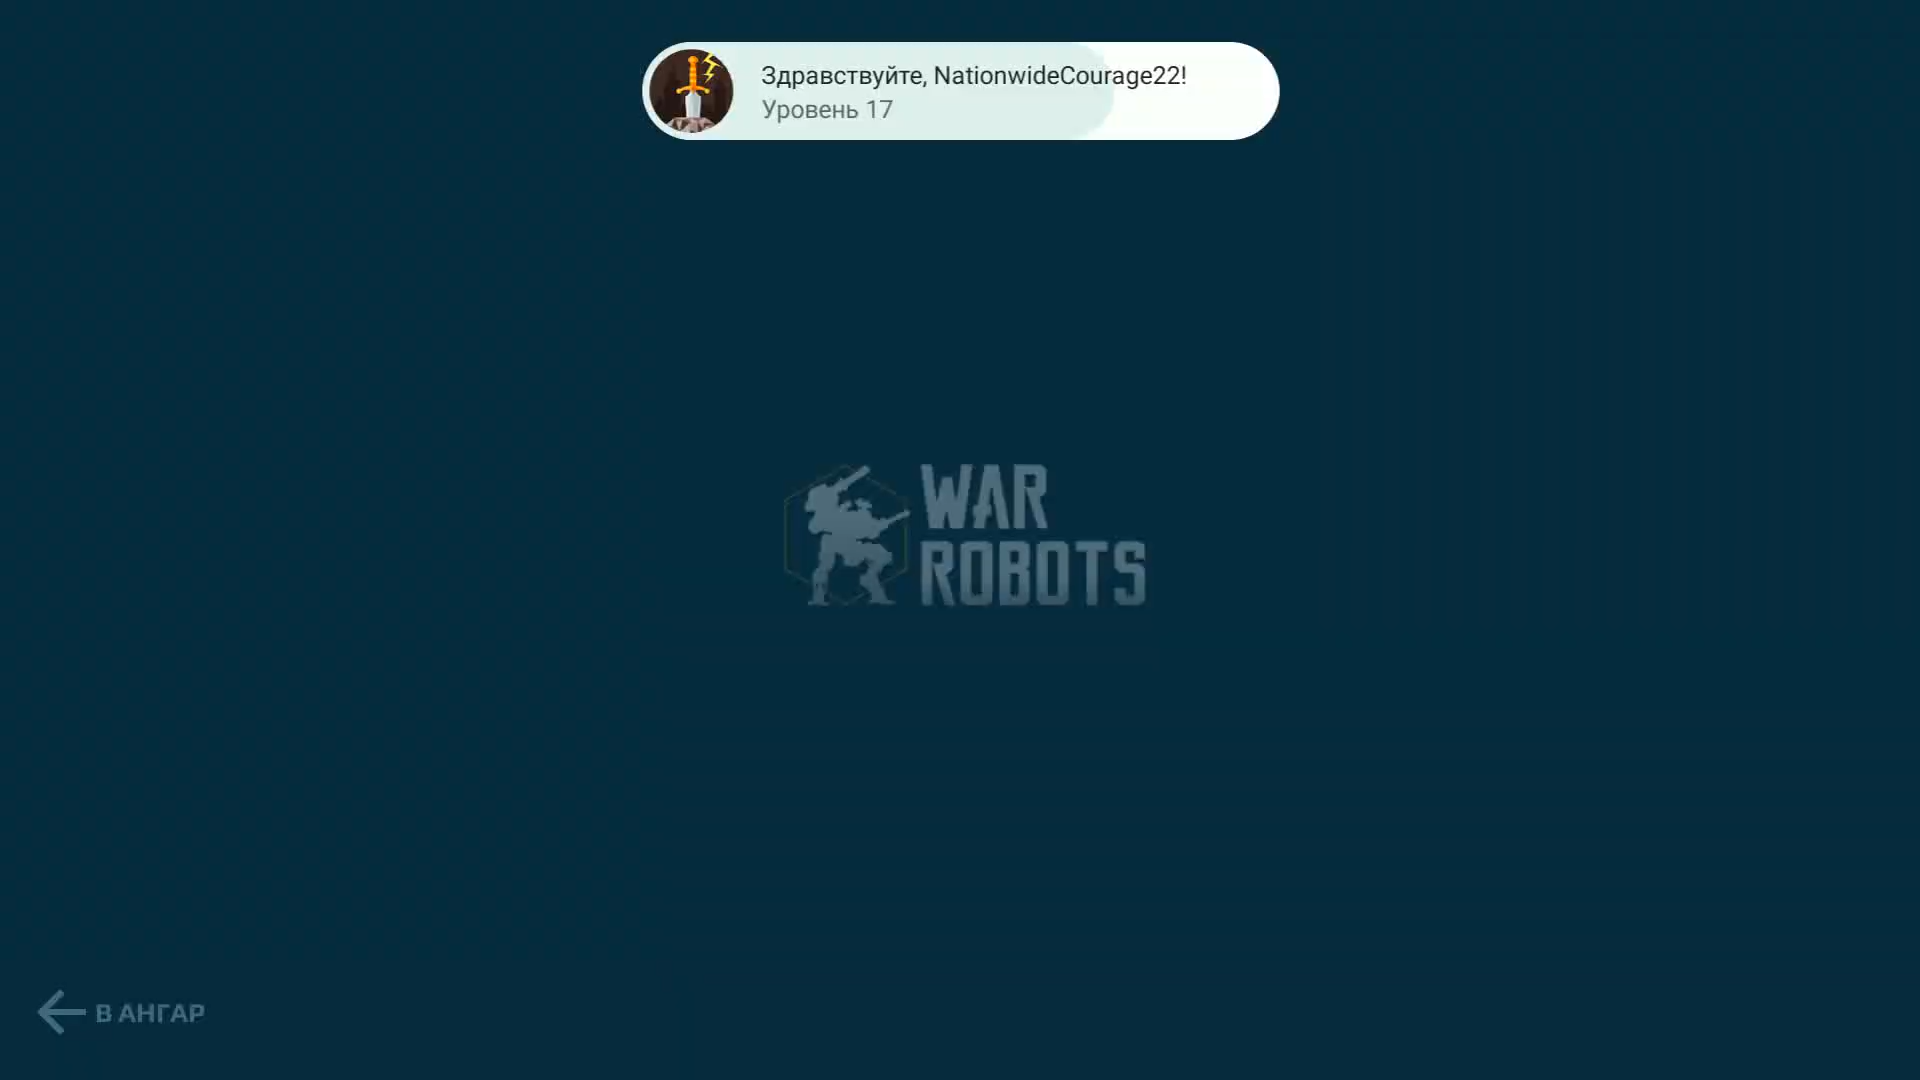 Здравствуйте, NationwideCourage22!
Уровень 17
WAR
ROBOTS
В АНГАР